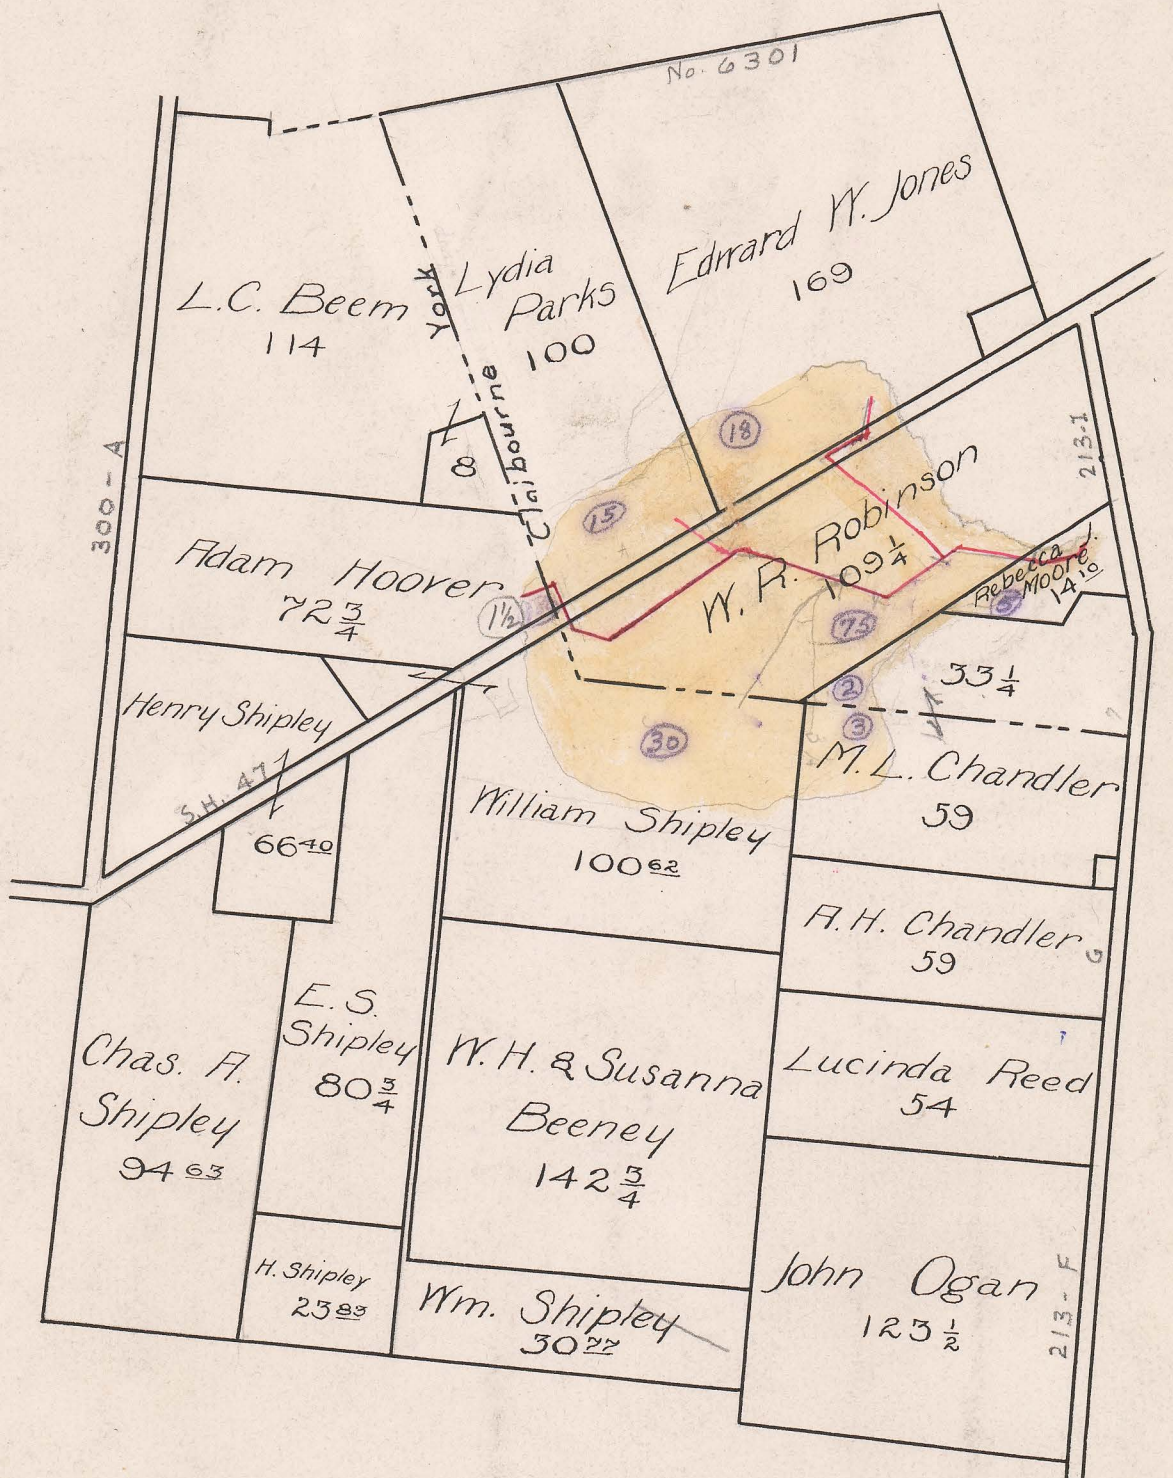 No. 6301
Edward W. Jones
169
Lydia
Parks
100
L.C. Beem
114
York
Claibourne
8
300-A
213-I
18
15
W. R. Robinson
109 1/4
Rebecca J.
Moore
14 10
5
Adam Hoover
72 3/4
1½
75
33 1/4
2
3
30
Henry Shipley
S.H. 47
66 40
William Shipley
100 62
M. L. Chandler
59
A. H. Chandler
59
G
E. S.
Shipley
80 3/4
Chas. A.
Shipley
94 63
W. H. & Susanna
Beeney
142 3/4
Lucinda Reed
54
H. Shipley
23 83
Wm. Shipley
30 77
John Ogan
123 1/2
213-F